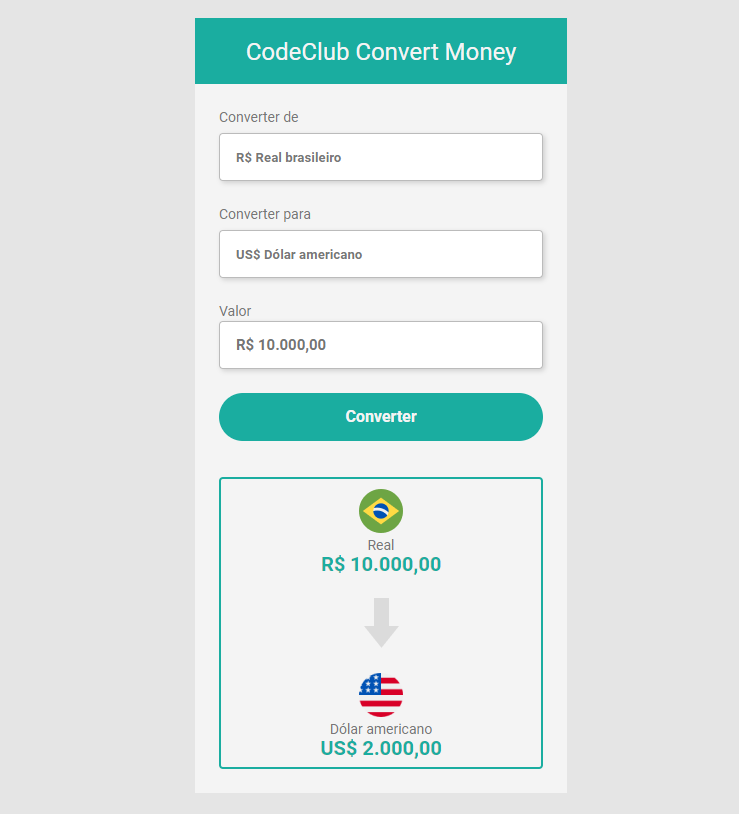 CodeClub Convert Money
Converter de
R$ Real brasileiro
Converter para
US$ Dólar americano
Valor
R$ 10.000,00
Converter
Real
R$ 10.000,00
Dólar americano
US$ 2.000,00